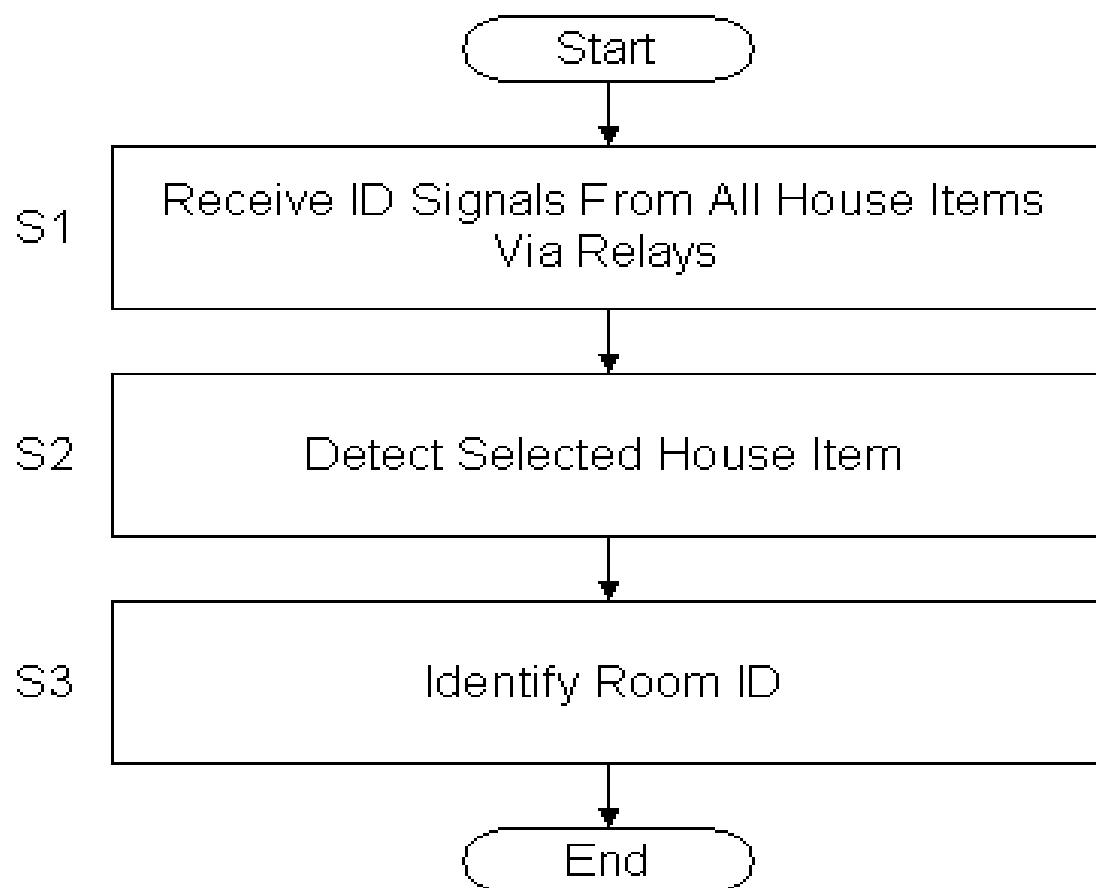 Start
S1
Receive ID Signals From All House Items
Via Relays
S2
Detect Selected House Item
S3
Identify Room ID
End